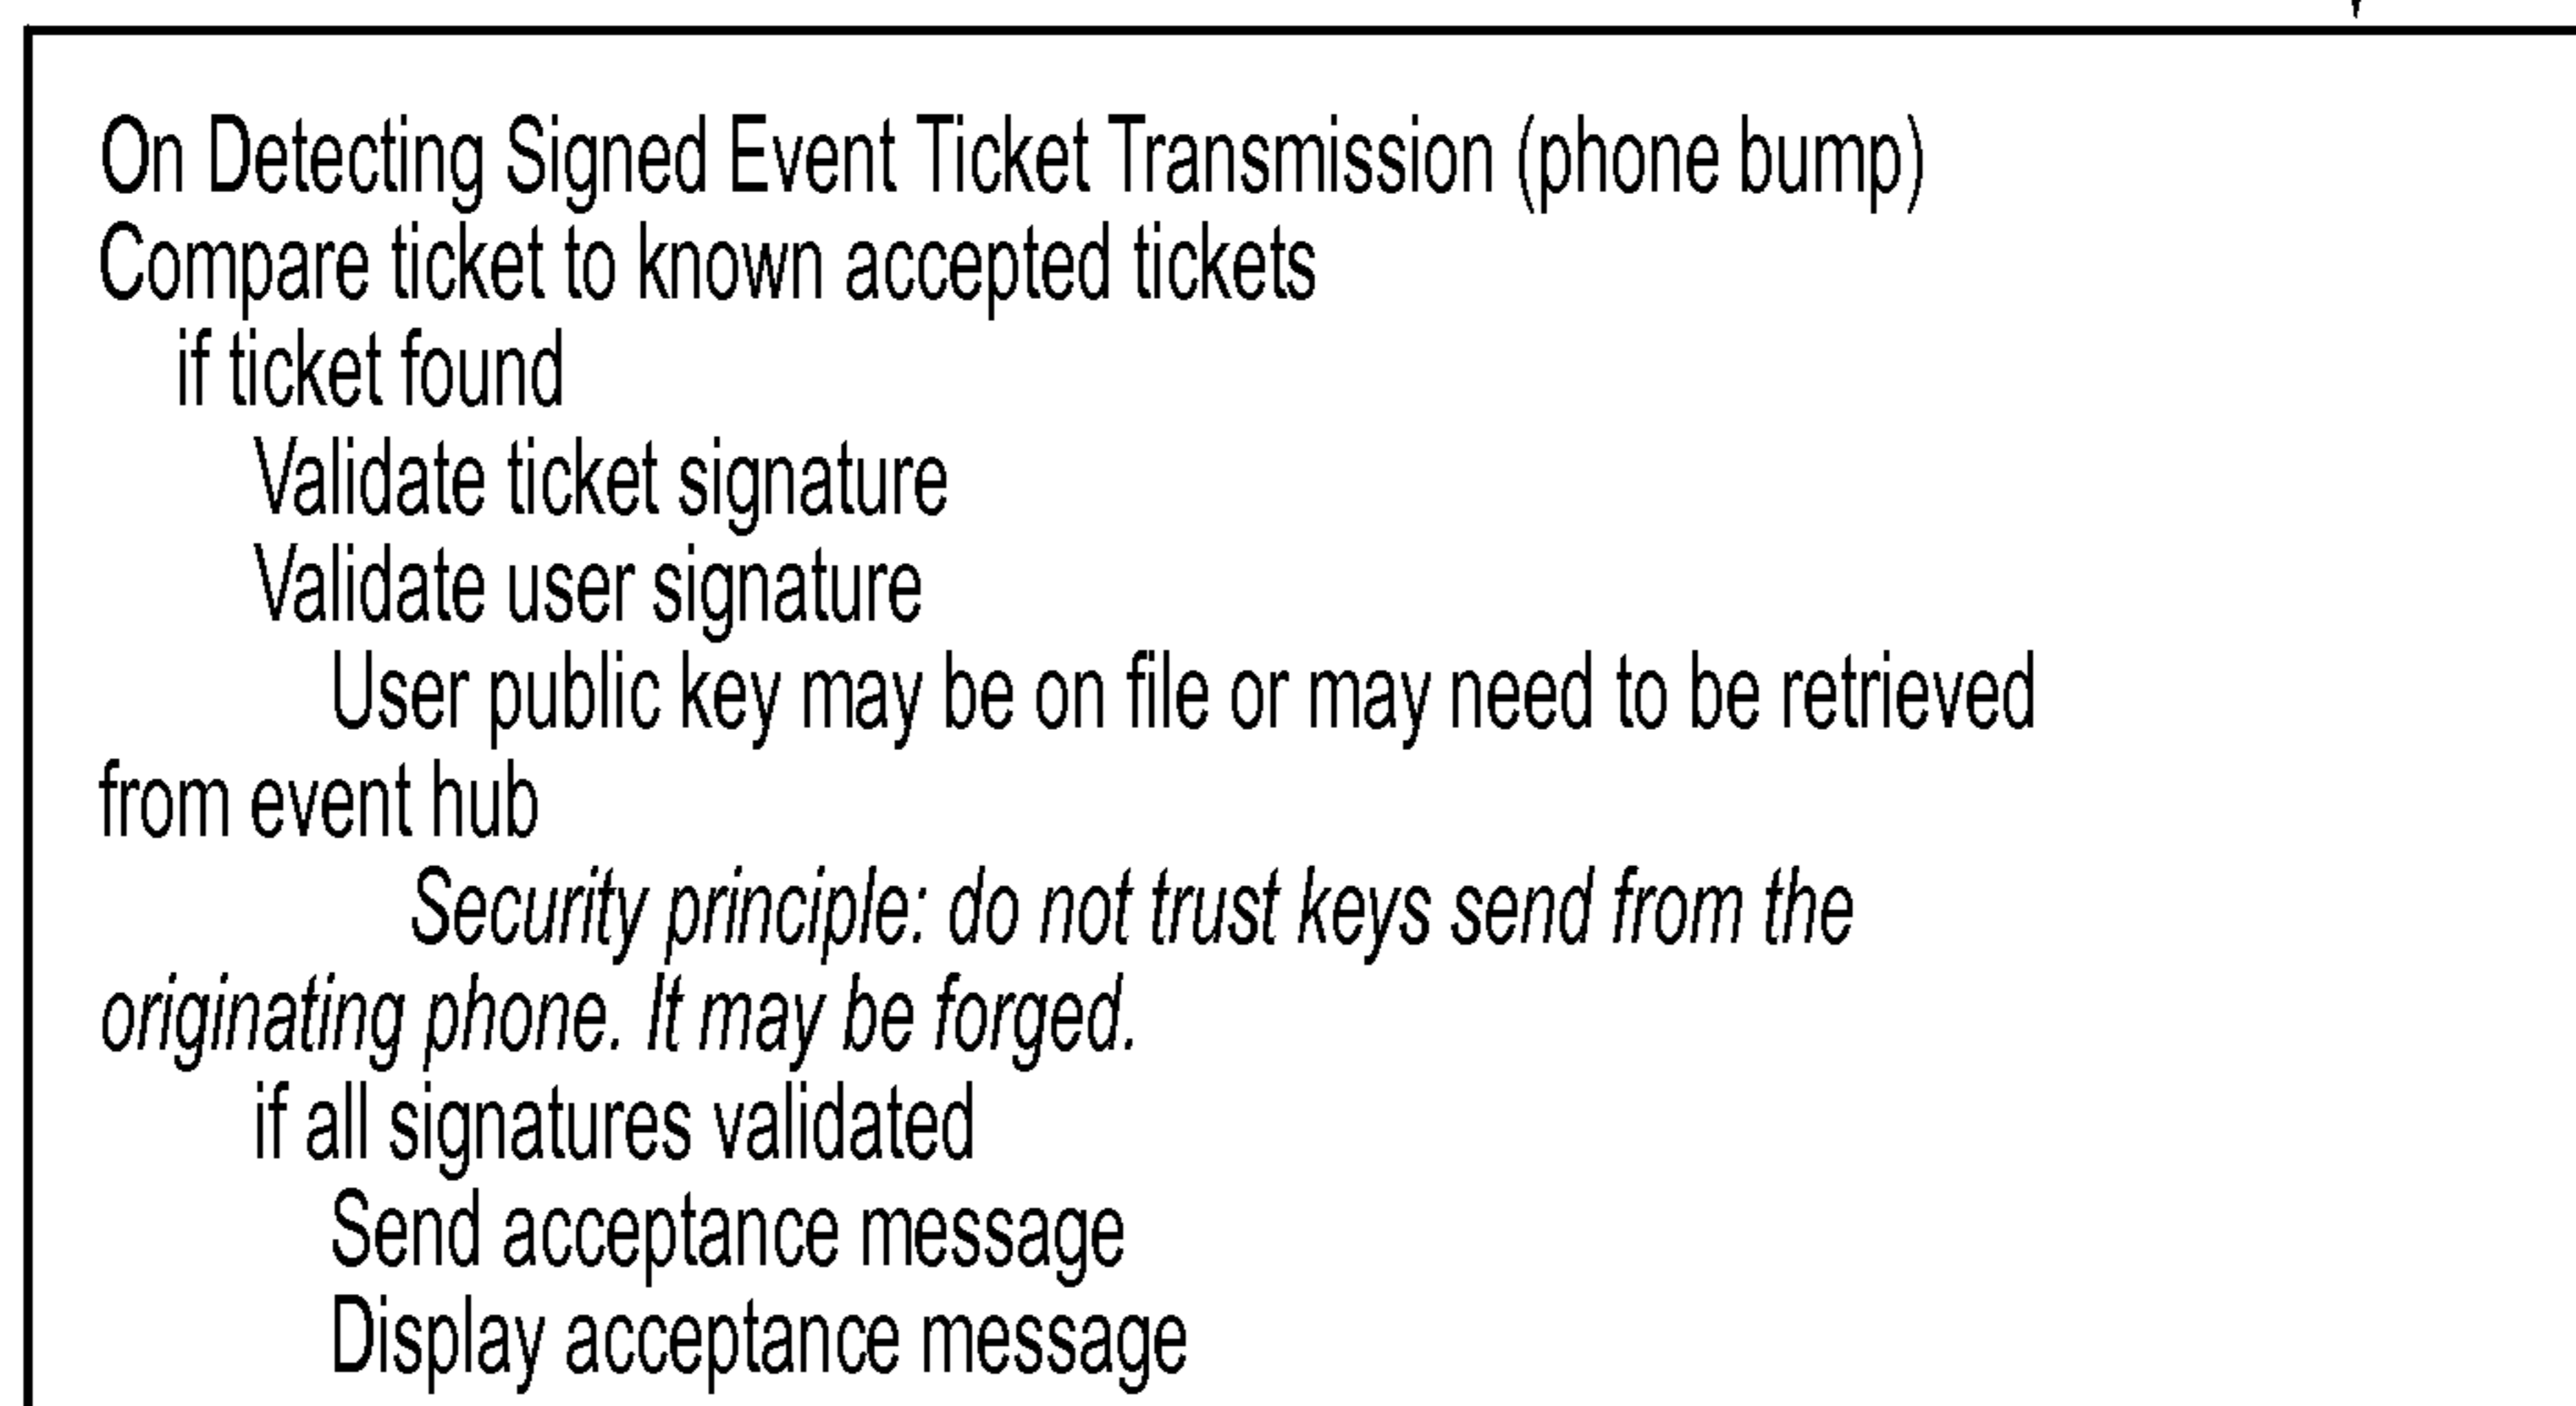 On Detecting Signed Event Ticket Transmission (phone bump)
Compare ticket to known accepted tickets
if ticket found
Validate ticket signature
Validate user signature
User public key may be on file or may need to be retrieved
from event hub
Security principle: do not trust keys send from the
originating phone. It may be forged.
if all signatures validated
Send acceptance message
Display acceptance message